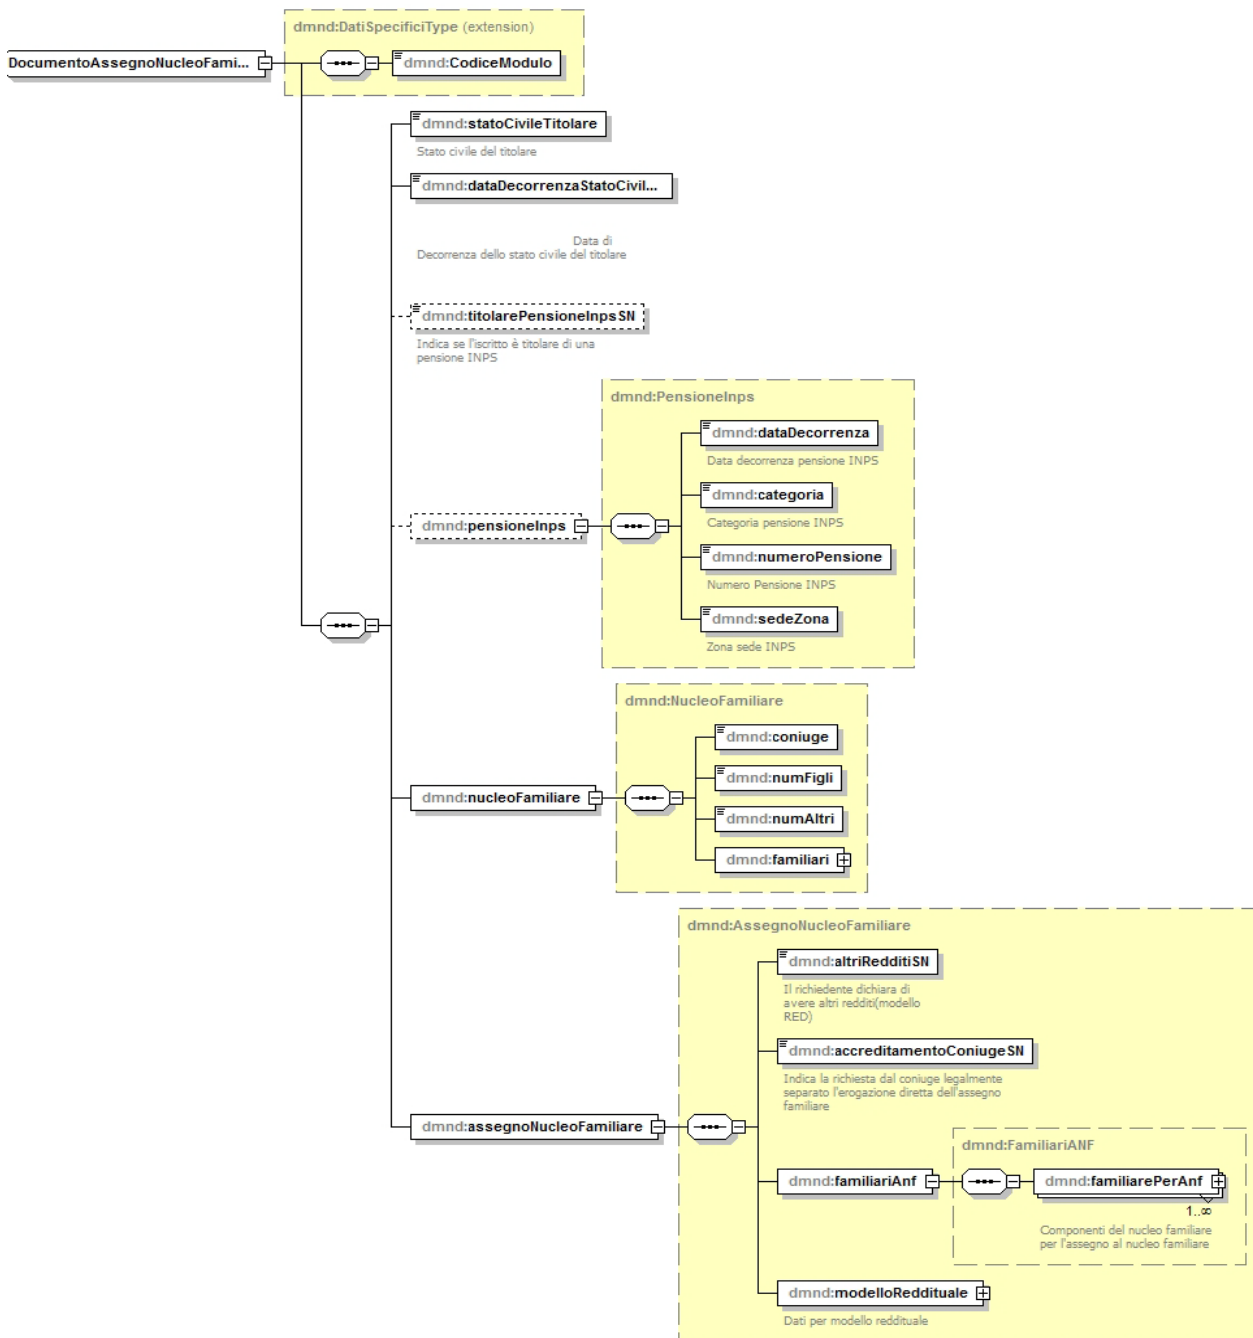 dmnd:DatiSpecificiType (extension)
DocumentoAssegnoNucleoFami...
dmnd:CodiceModulo
dmnd:statoCivileTitolare
Stato civile del titolare
dmnd:dataDecorrenzaStatoCivil...
Data di
Decorrenza dello stato civile del titolare
dmnd:titolarePensioneInpsSN
Indica se l'iscritto è titolare di una
pensione INPS
dmnd:PensioneInps
dmnd:dataDecorrenza
Data decorrenza pensione INPS
dmnd:categoria
Categoria pensione INPS
dmnd:pensioneInps
dmnd:numeroPensione
Numero Pensione INPS
dmnd:sedeZona
Zona sede INPS
dmnd:NucleoFamiliare
dmnd:coniuge
dmnd:numFigli
dmnd:nucleoFamiliare
dmnd:numAltri
dmnd:familiari
dmnd:AssegnoNucleoFamiliare
dmnd:altriRedditiSN
Il richiedente dichiara di
avere altri redditi(modello
RED)
dmnd:accreditamentoConiugeSN
Indica la richiesta dal coniuge legalmente
separato l'erogazione diretta dell'assegno
familiare
dmnd:assegnoNucleoFamiliare
dmnd:FamiliariANF
dmnd:familiariAnf
dmnd:familiarePerAnf
1..∞
Componenti del nucleo familiare
per l'assegno al nucleo familiare
dmnd:modelloReddituale
Dati per modello reddituale